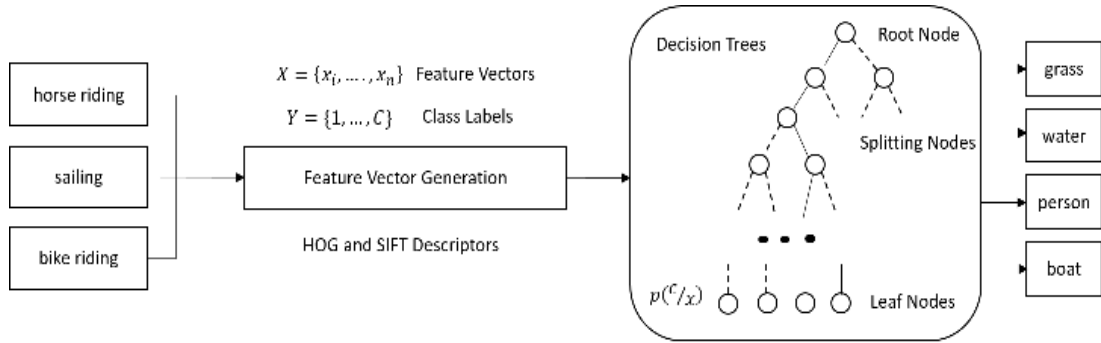 horse riding
sailing
bike riding
X = {x_i, …., x_n} Feature Vectors
Y = {1, …, C} Class Labels
Feature Vector Generation
HOG and SIFT Descriptors
Decision Trees
Root Node
Splitting Nodes
p(c/x)
Leaf Nodes
grass
water
person
boat